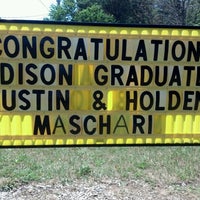 CONGRATULATION
DISON GRADUATE
USTIN & HOLDEN
MASCHARI